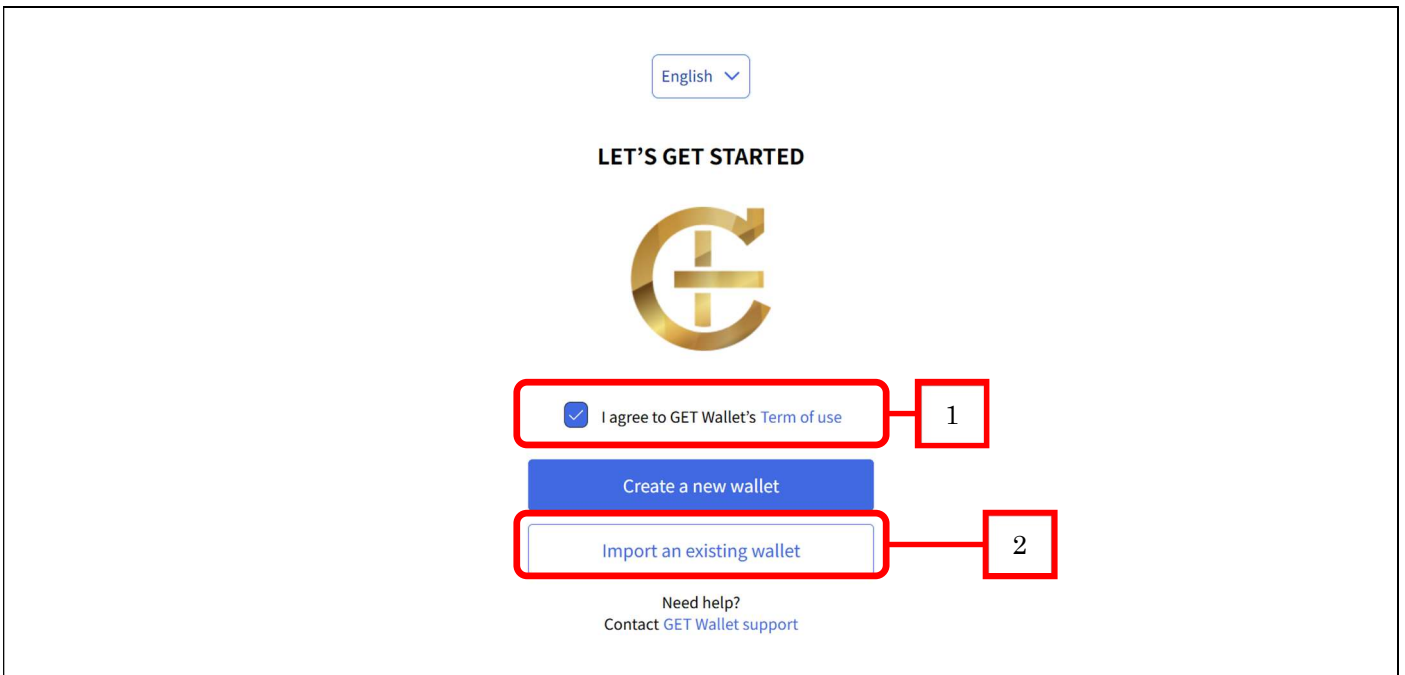 English
LET’S GET STARTED
I agree to GET Wallet’s Term of use
1
Create a new wallet
Import an existing wallet
2
Need help?
Contact GET Wallet support